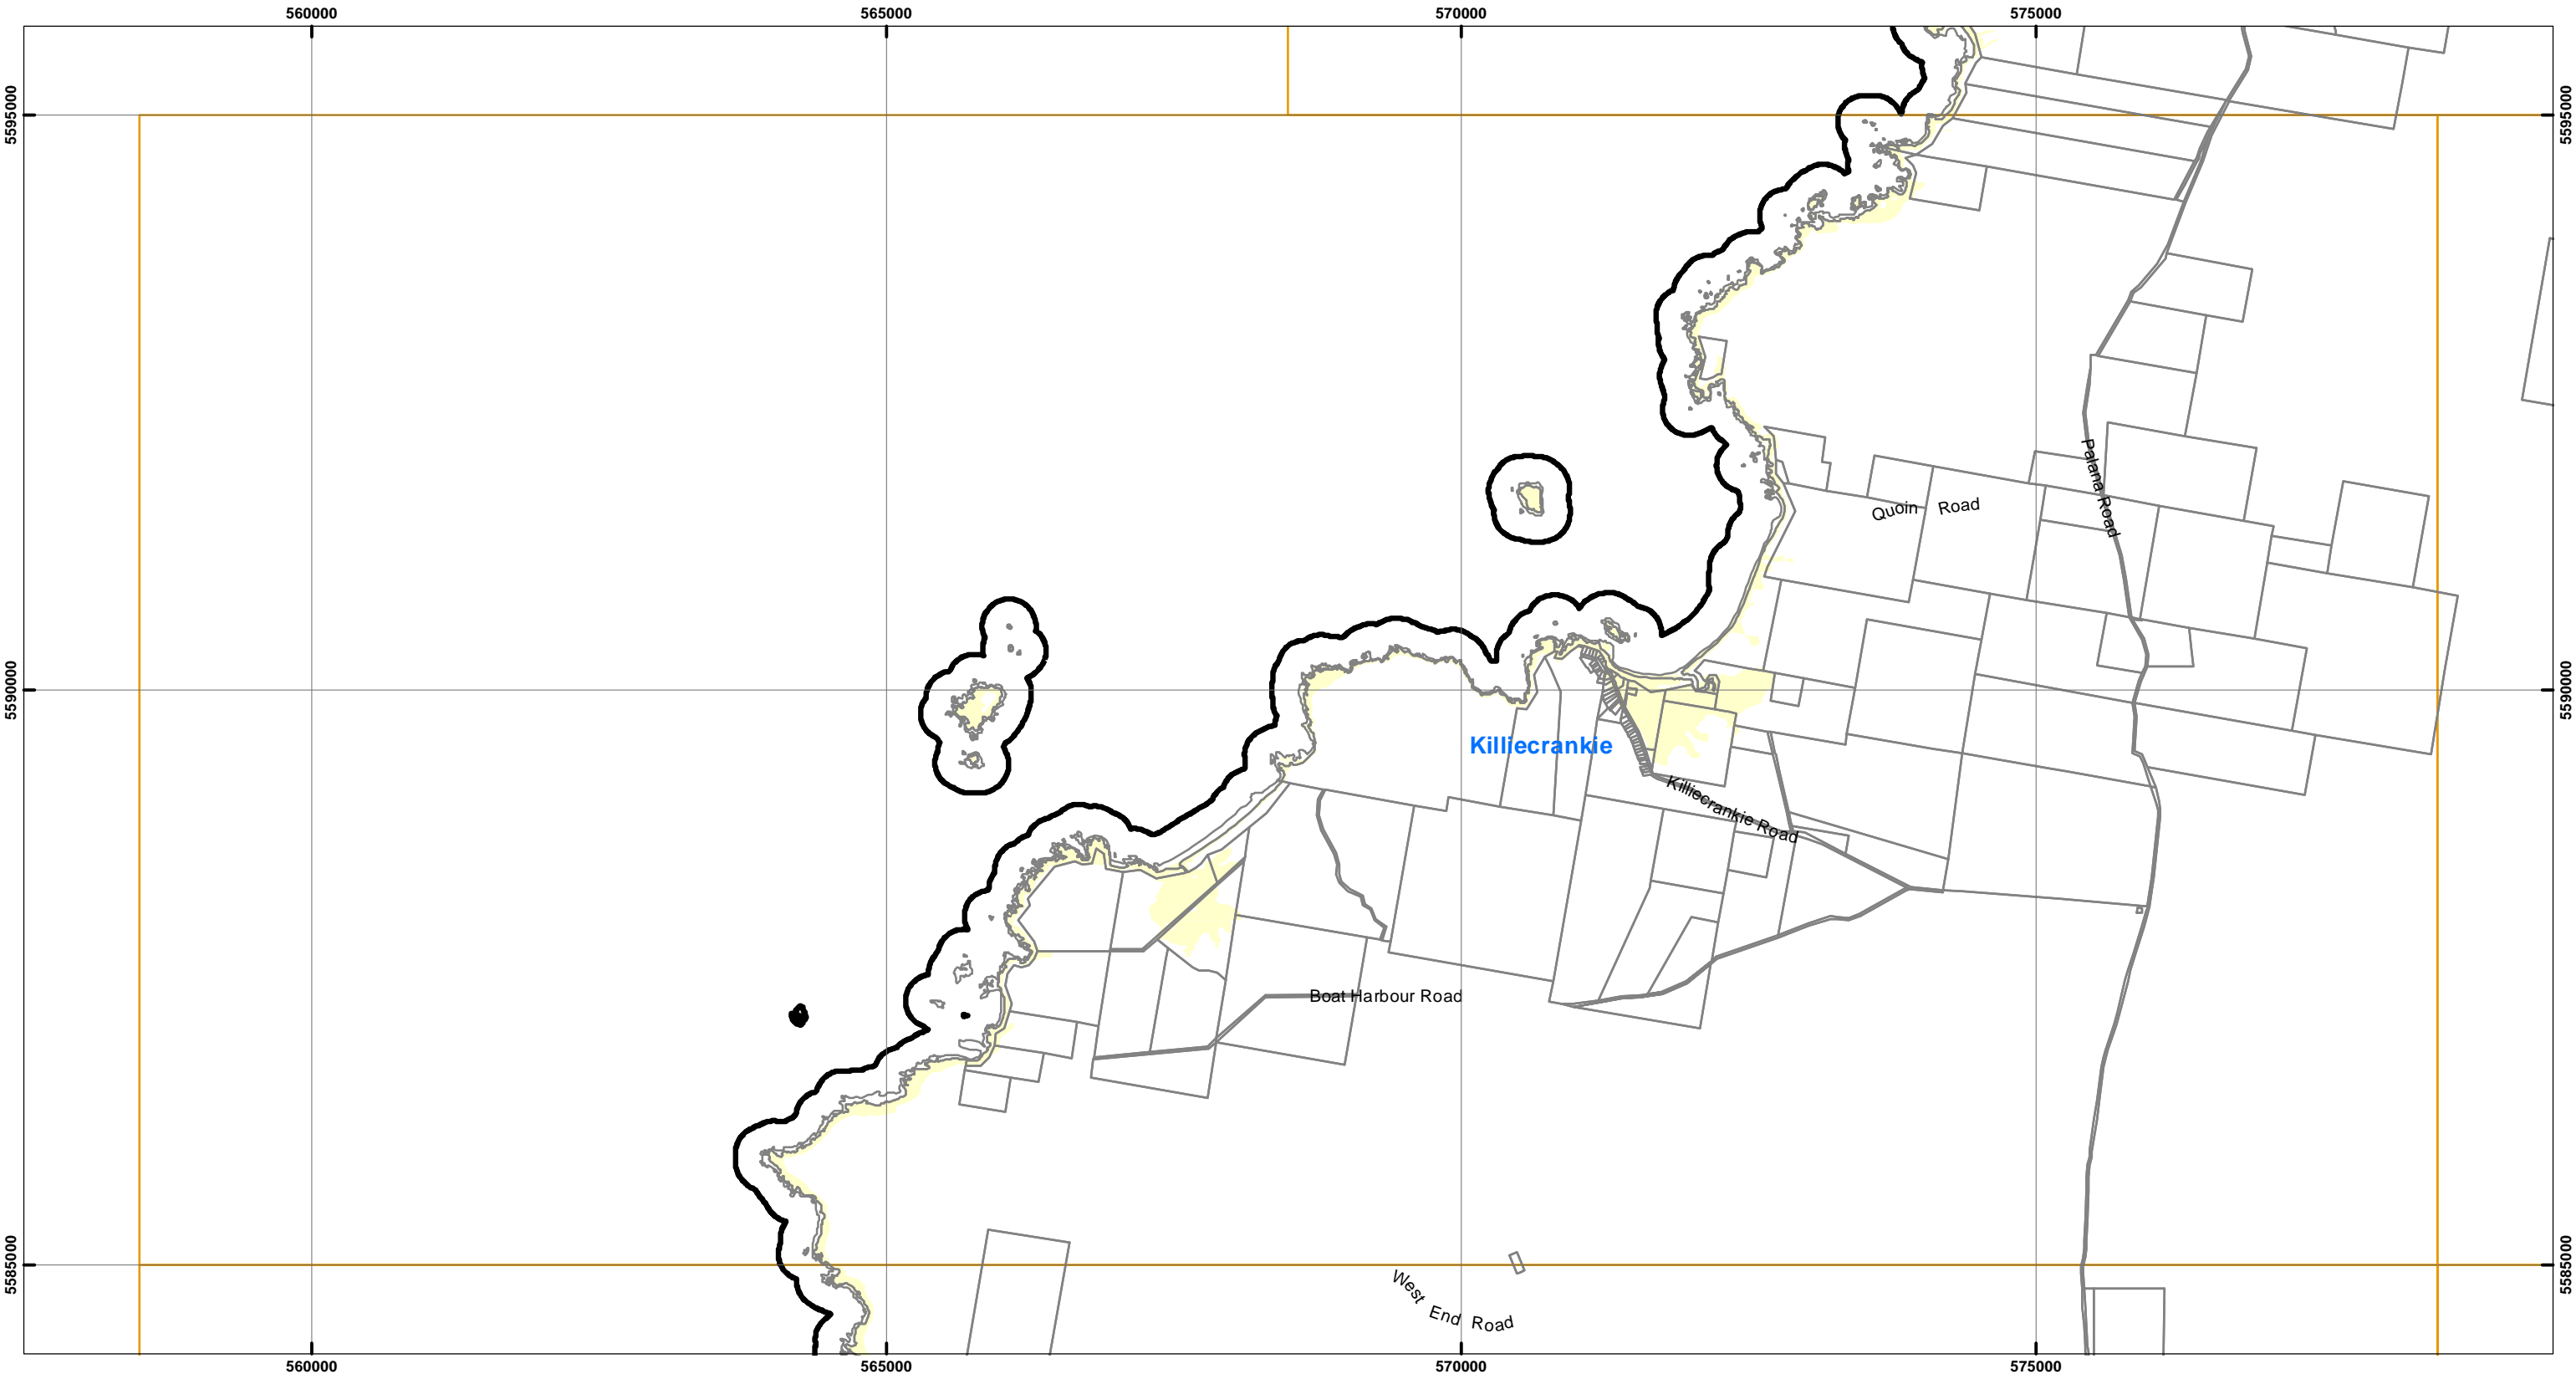 560000
565000
570000
575000
5595000
5595000
Palana Road
Quoin Road
5590000
5590000
Killiecrankie
Killiecrankie Road
Boat Harbour Road
5585000
5585000
West End Road
560000
565000
570000
575000